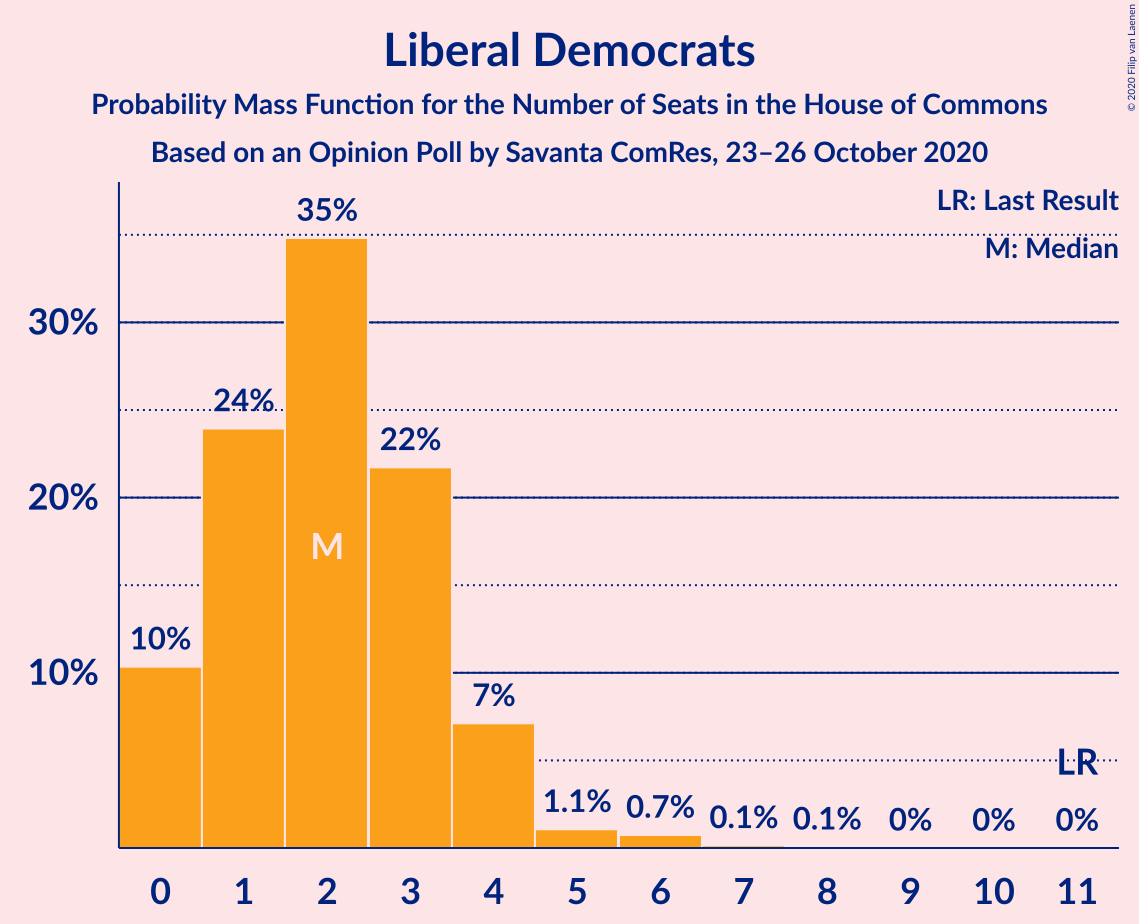 Liberal Democrats
Probability Mass Function for the Number of Seats in the House of Commons
Based on an Opinion Poll by Savanta ComRes, 23–26 October 2020
© 2020 Filip van Laenen
LR: Last Result
M: Median
35%
30%
24%
22%
20%
M
10%
10%
7%
LR
1.1%
0.7%
0.1%
0.1%
0%
0%
0%
0 1 2 3 4 5 6 7 8 9 10 11